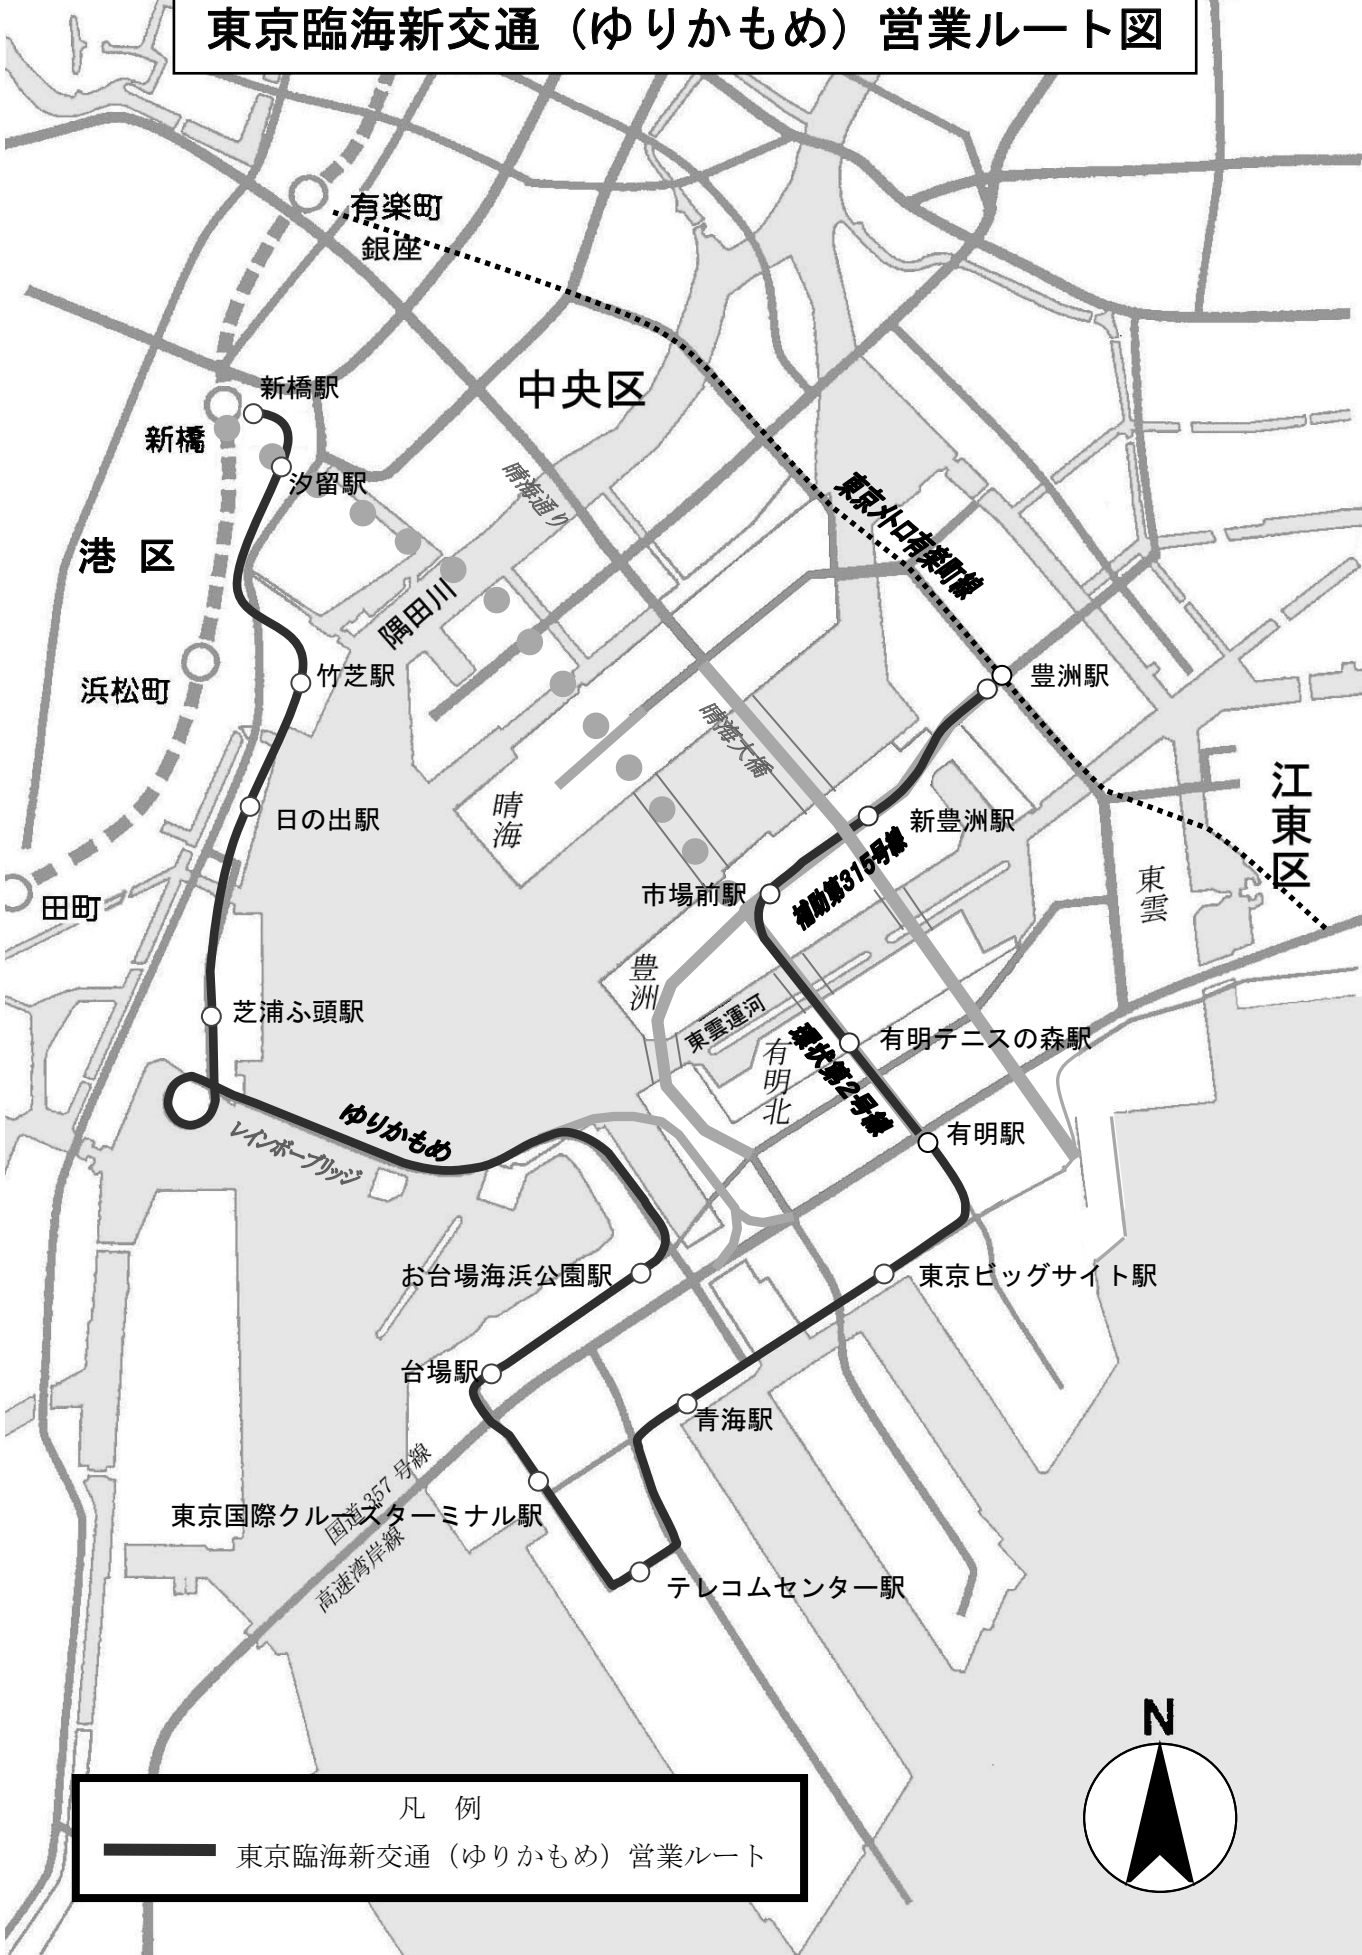 東京臨海新交通（ゆりかもめ）営業ルート図
有楽町
銀座
中央区
新橋駅
新橋
汐留駅
晴海通り
東京メトロ有楽町線
港 区
隅田川
竹芝駅
浜松町
豊洲駅
晴海大橋
江東区
晴海
日の出駅
新豊洲駅
補助第315号線
市場前駅
東雲
田町
豊洲
芝浦ふ頭駅
東雲運河
有明北
環状第2号線
有明テニスの森駅
ゆりかもめ
レインボーブリッジ
有明駅
お台場海浜公園駅
東京ビッグサイト駅
台場駅
青海駅
国道 357 号線
東京国際クルーズターミナル駅
高速湾岸線
テレコムセンター駅
N
凡 例
東京臨海新交通（ゆりかもめ）営業ルート